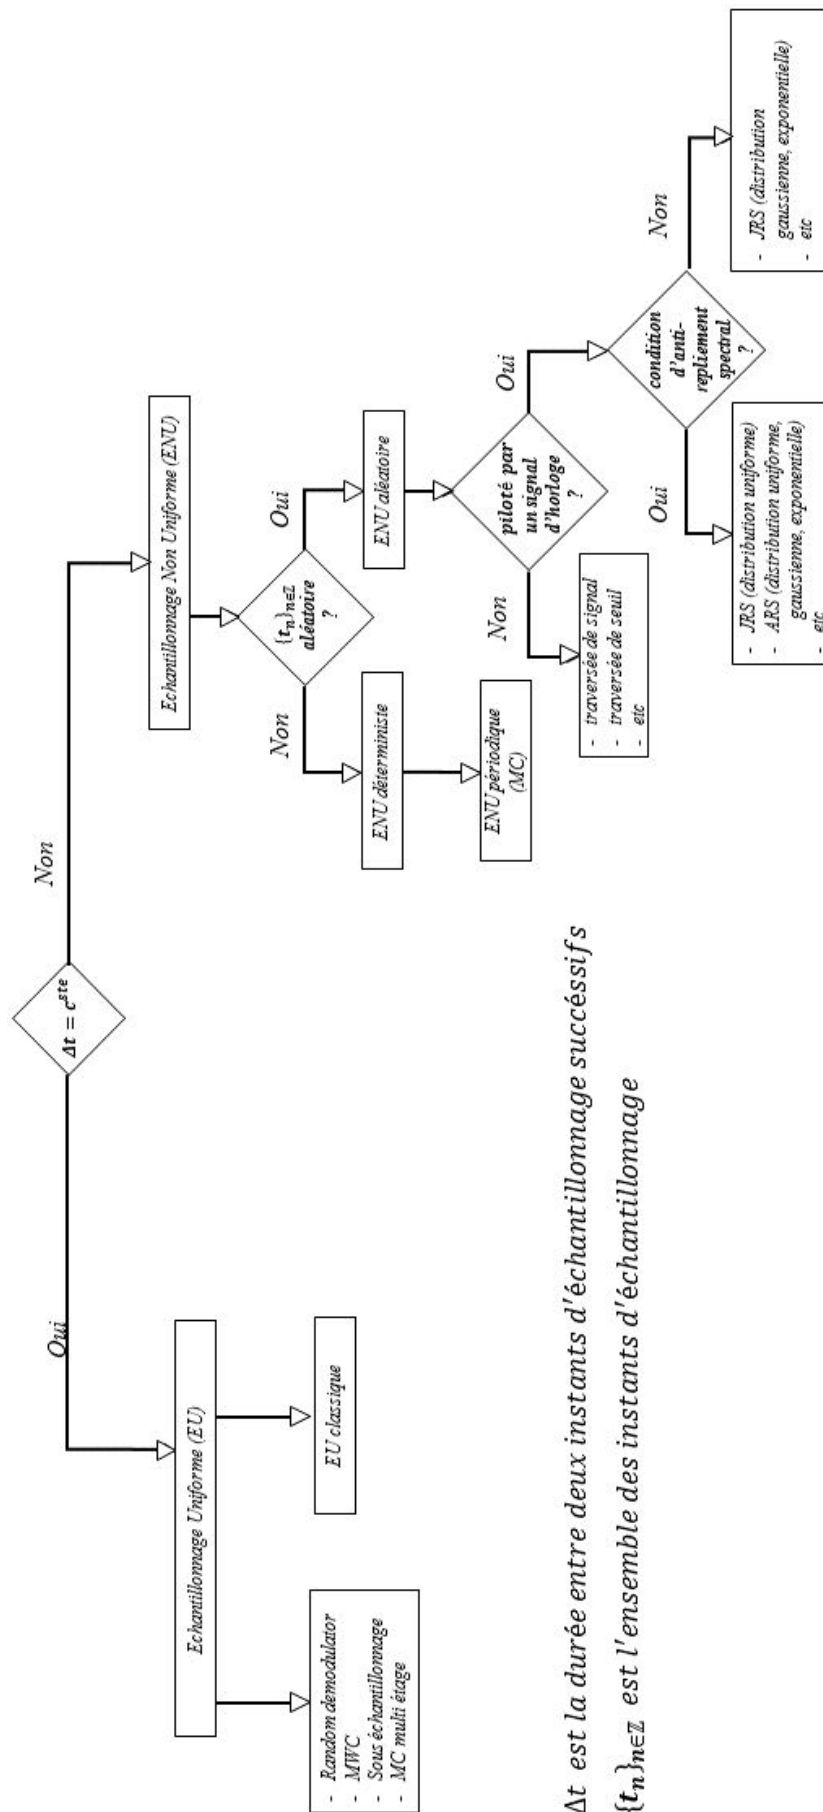 Δt = c^ste
Oui
Non
Echantillonnage Uniforme (EU)
- Random demodulator
- MWC
- Sous échantillonnage
- MC multi étage
EU classique
Echantillonnage Non Uniforme (ENU)
{t_n}_{n∈ℤ}
aléatoire
?
Non
Oui
ENU déterministe
ENU périodique
(MC)
ENU aléatoire
piloté par
un signal
d'horloge
?
Non
Oui
- traversée de signal
- traversée de seuil
- etc
condition
d'anti-
repliement
spectral
?
Oui
Non
- JRS (distribution uniforme)
- ARS (distribution uniforme,
gaussienne, exponentielle)
- etc
- JRS (distribution
gaussienne, exponentielle)
- etc
Δt est la durée entre deux instants d'échantillonnage succéssifs
{t_n}_{n∈ℤ} est l'ensemble des instants d'échantillonnage